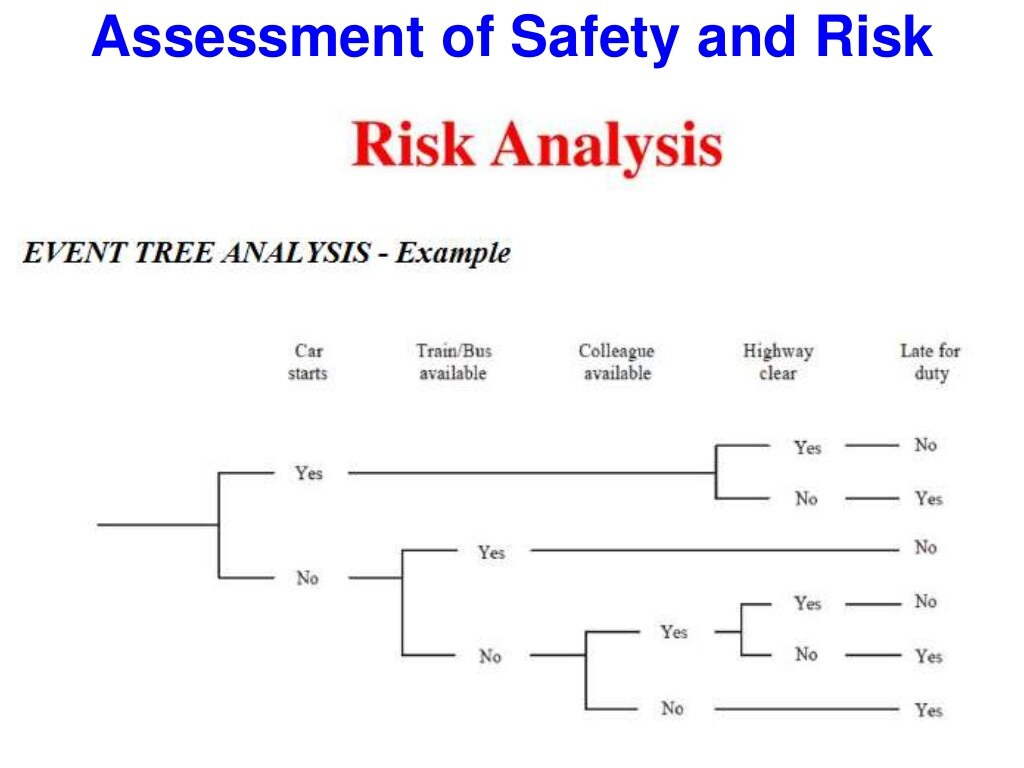 Assessment of Safety and Risk
Risk Analysis
EVENT TREE ANALYSIS - Example
Car Train/Bus Colleague Highway Late for
starts available available clear duty
Yes No
Yes
No Yes
Yes No
No
Yes No
Yes
No No Yes
No Yes